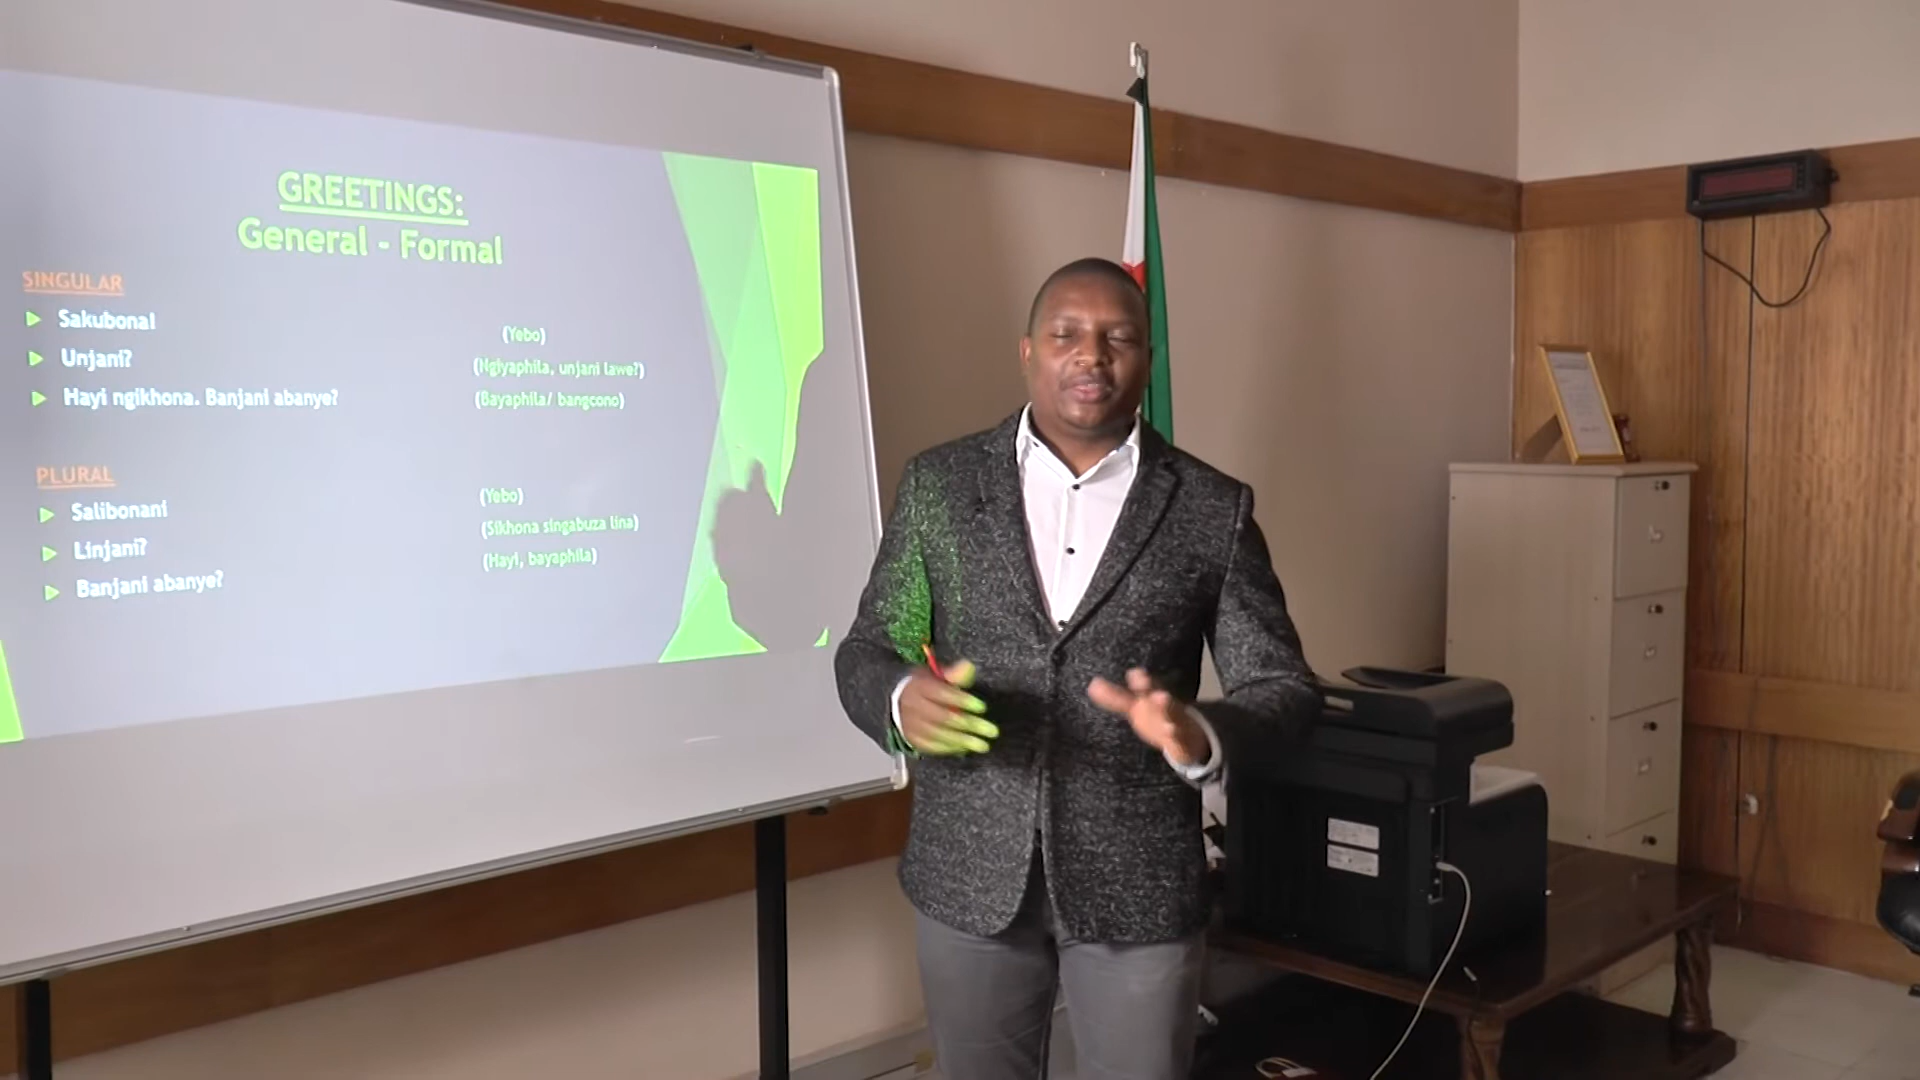 GREETINGS:
General - Formal
SINGULAR
Sakubona! (Yebo)
Unjani? (Ngiyaphila, unjani lawe?)
Hayi ngikhona. Banjani abanye? (Bayaphila/ bangcono)
PLURAL
Salibonani (Yebo)
Linjani? (Sikhona singabuza lina)
Banjani abanye? (Hayi, bayaphila)